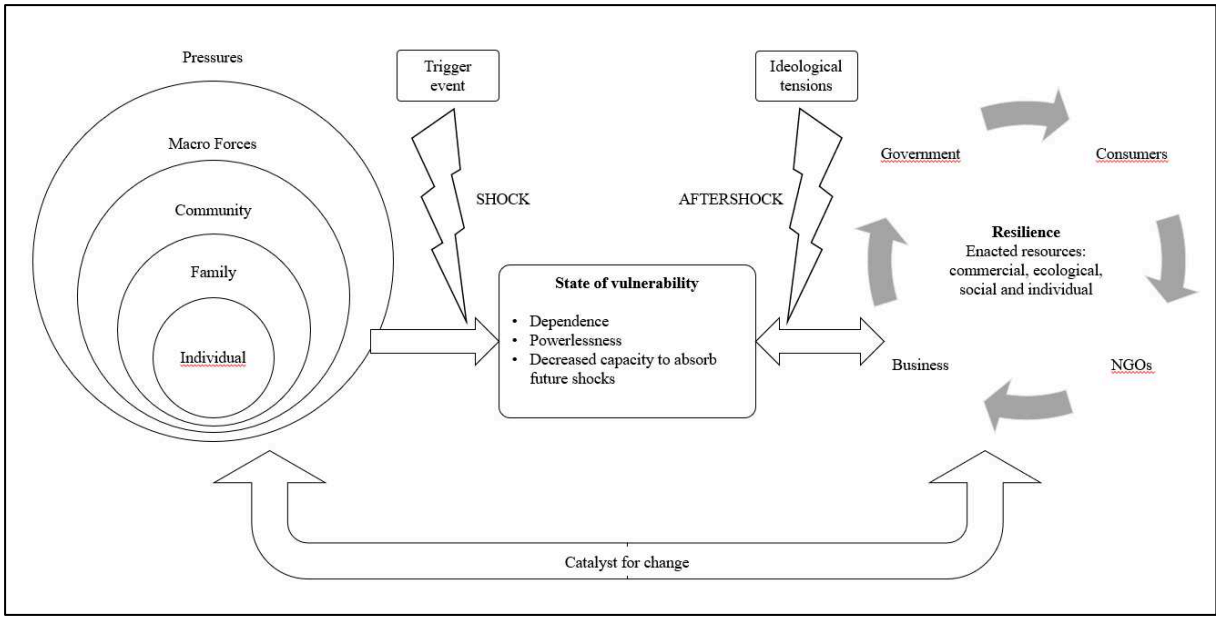 Pressures
Macro Forces
Community
Family
Individual
Trigger
event
SHOCK
State of vulnerability
• Dependence
• Powerlessness
• Decreased capacity to absorb
future shocks
Ideological
tensions
AFTERSHOCK
Government
Consumers
Resilience
Enacted resources:
commercial, ecological,
social and individual
Business
NGOs
Catalyst for change